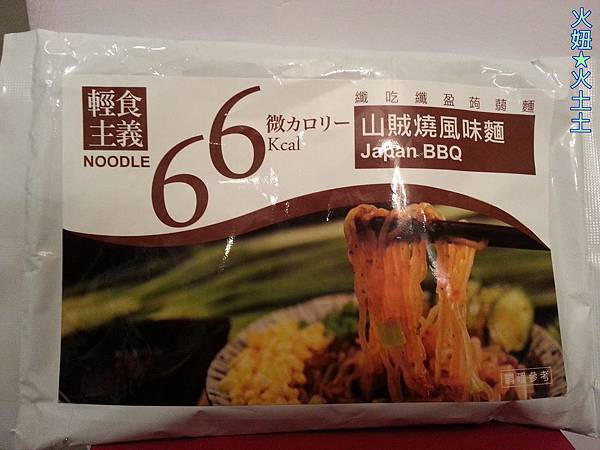 火妞★火土土
輕食
主義
NOODLE
66
微カロリー
Kcal
纖吃纖盈蒟蒻麵
山賊燒風味麵
Japan BBQ
圖僅參考